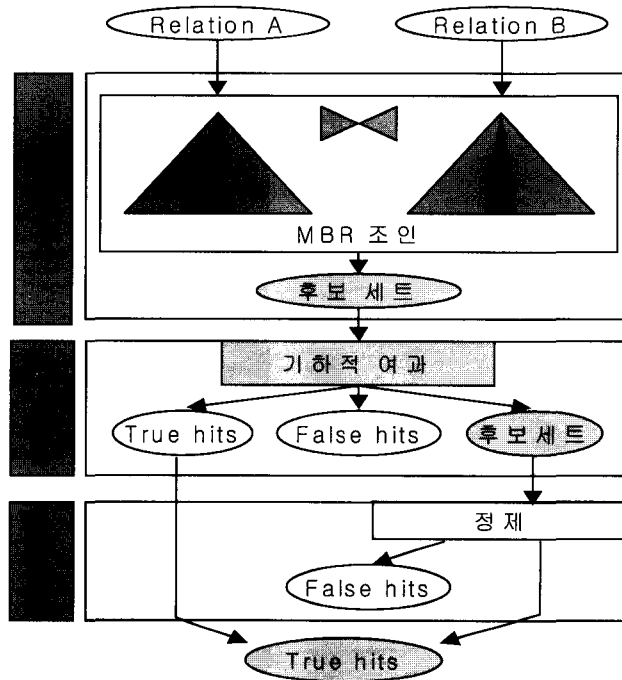 Relation A
Relation B
MBR 조인
후보 세트
기하적 여과
True hits
False hits
후보세트
정제
False hits
True hits